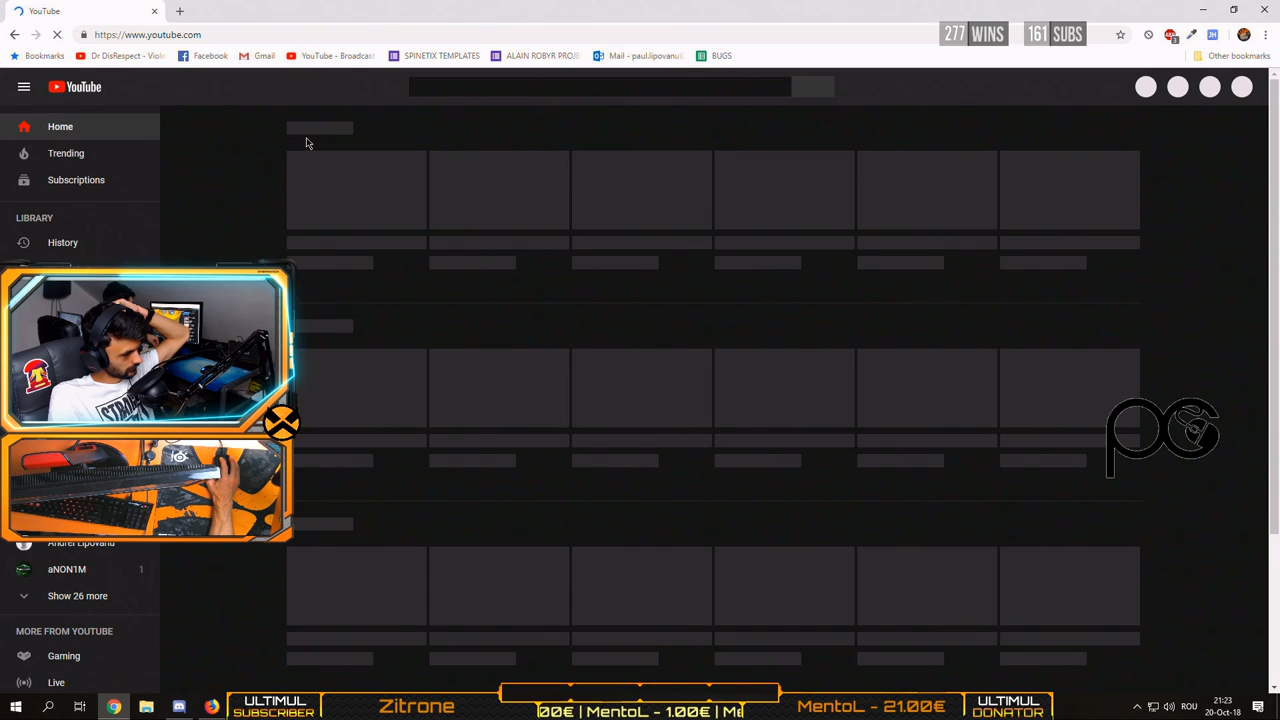 YouTube
277 WINS
161 SUBS
https://www.youtube.com
Bookmarks
Dr DisRespect - Viole
Facebook
Gmail
YouTube - Broadcast
SPINETIX TEMPLATES
ALAIN ROBYR PROJE
Mail - paul.lipovanu
BUGS
Other bookmarks
YouTube
Home
Trending
Subscriptions
LIBRARY
History
Andrei Lipovanu
aNON1M 1
Show 26 more
MORE FROM YOUTUBE
Gaming
Live
ULTIMUL
SUBSCRIBER
Zitrone
00€ | MentoL - 1.00€ |
MentoL - 21.00€
ULTIMUL
DONATOR
ROU
21:23
20-Oct-18